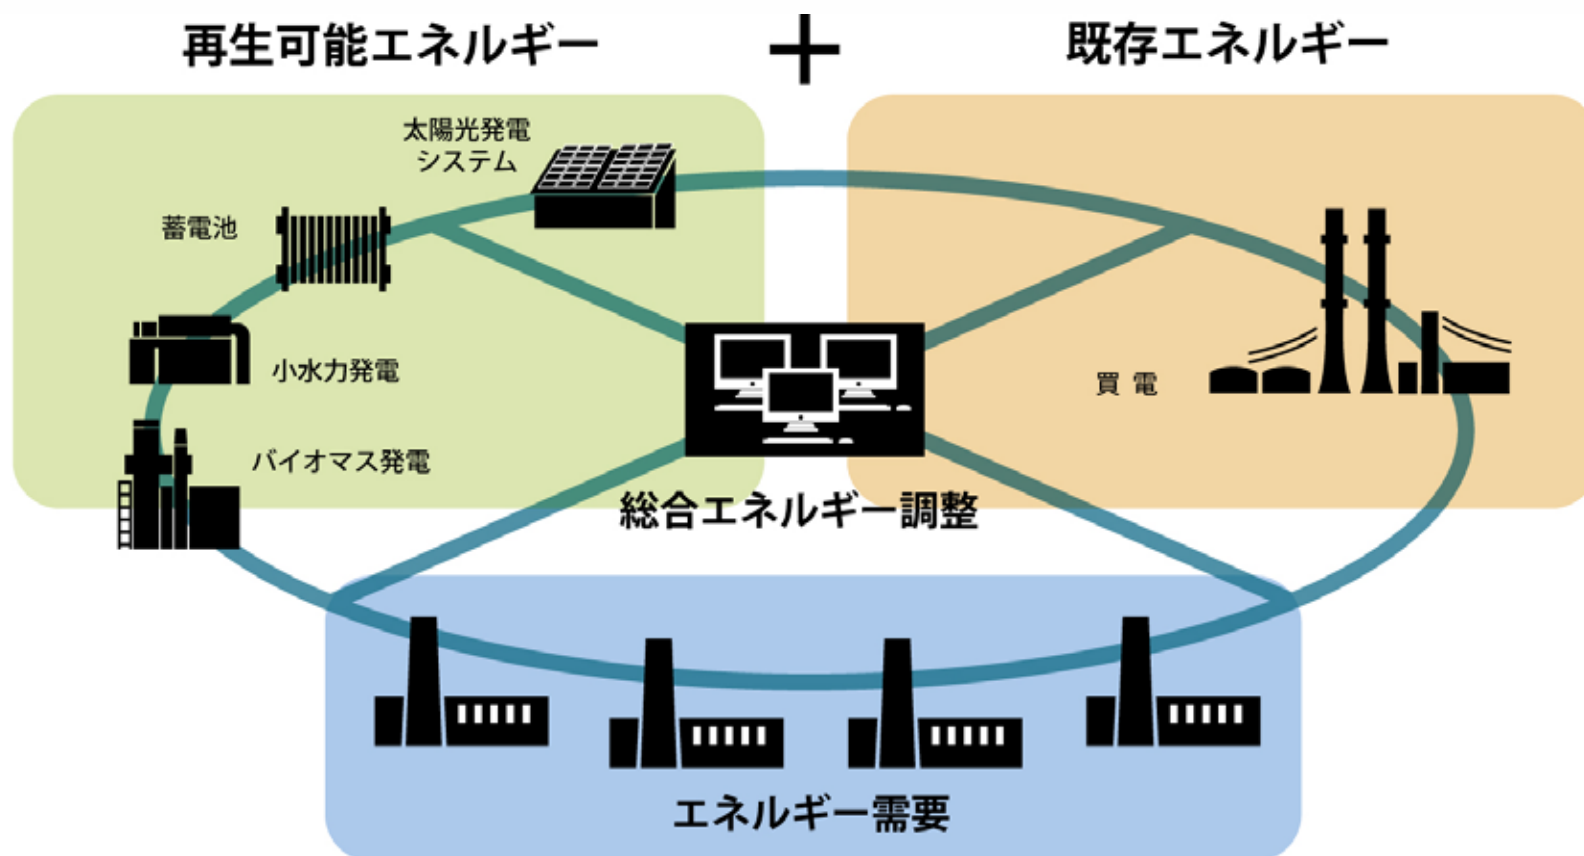 再生可能エネルギー
+
既存エネルギー
太陽光発電
システム
蓄電池
小水力発電
バイオマス発電
買 電
総合エネルギー調整
エネルギー需要